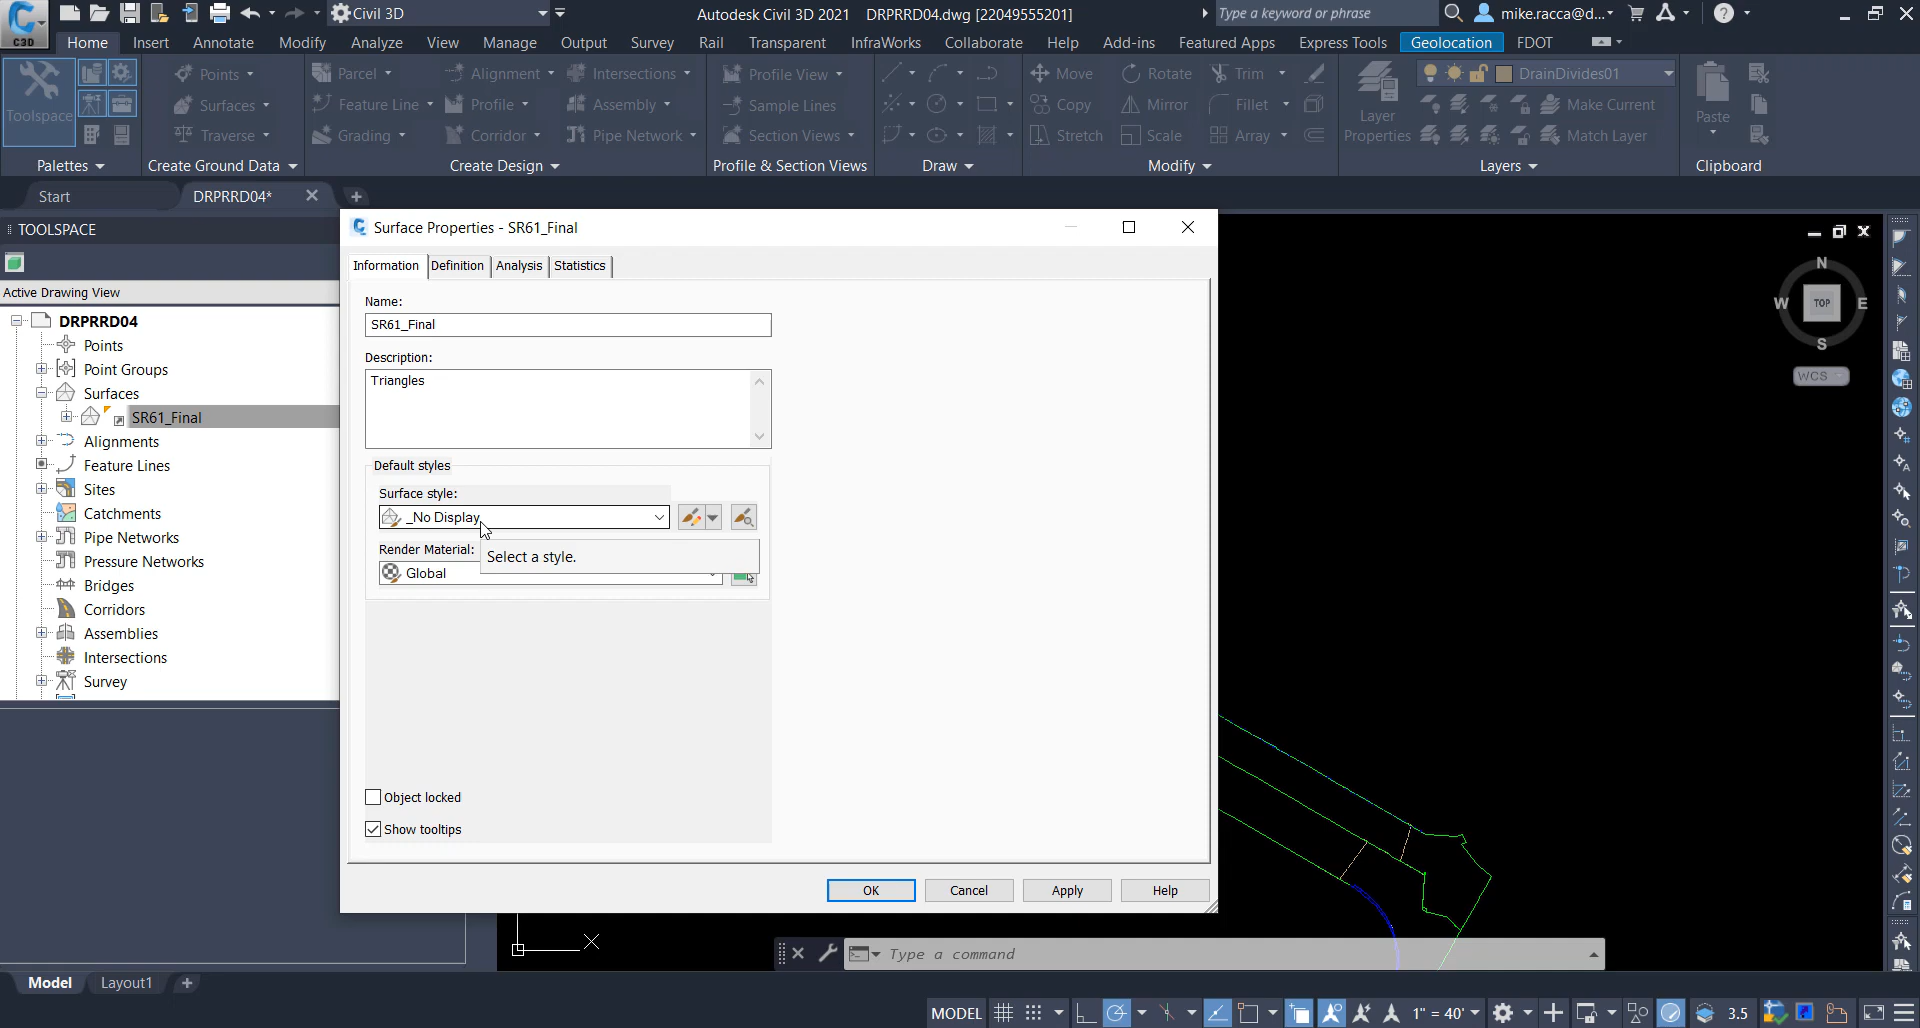 Civil 3D
Autodesk Civil 3D 2021 DRPRRD04.dwg [22049555201]
Type a keyword or phrase
mike.racca@d...
C3D
Home Insert Annotate Modify Analyze View Manage Output Survey Rail Transparent InfraWorks Collaborate Help Add-ins Featured Apps Express Tools Geolocation FDOT
Toolspace
Points
Surfaces
Traverse
Parcel
Feature Line
Grading
Alignment
Profile
Corridor
Intersections
Assembly
Pipe Network
Profile View
Sample Lines
Section Views
Move
Copy
Stretch
Rotate
Mirror
Scale
Trim
Fillet
Array
Layer
Properties
DrainDivides01
Make Current
Match Layer
Paste
Palettes
Create Ground Data
Create Design
Profile & Section Views
Draw
Modify
Layers
Clipboard
Start
DRPRRD04*
TOOLSPACE
Active Drawing View
DRPRRD04
Points
Point Groups
Surfaces
SR61_Final
Alignments
Feature Lines
Sites
Catchments
Pipe Networks
Pressure Networks
Bridges
Corridors
Assemblies
Intersections
Survey
Surface Properties - SR61_Final
Information Definition Analysis Statistics
Name:
SR61_Final
Description:
Triangles
Default styles
Surface style:
_No Display
Render Material:
Select a style.
Global
Object locked
Show tooltips
OK Cancel Apply Help
N
W TOP E
S
WCS
Type a command
Model Layout1
MODEL
1" = 40'
3.5